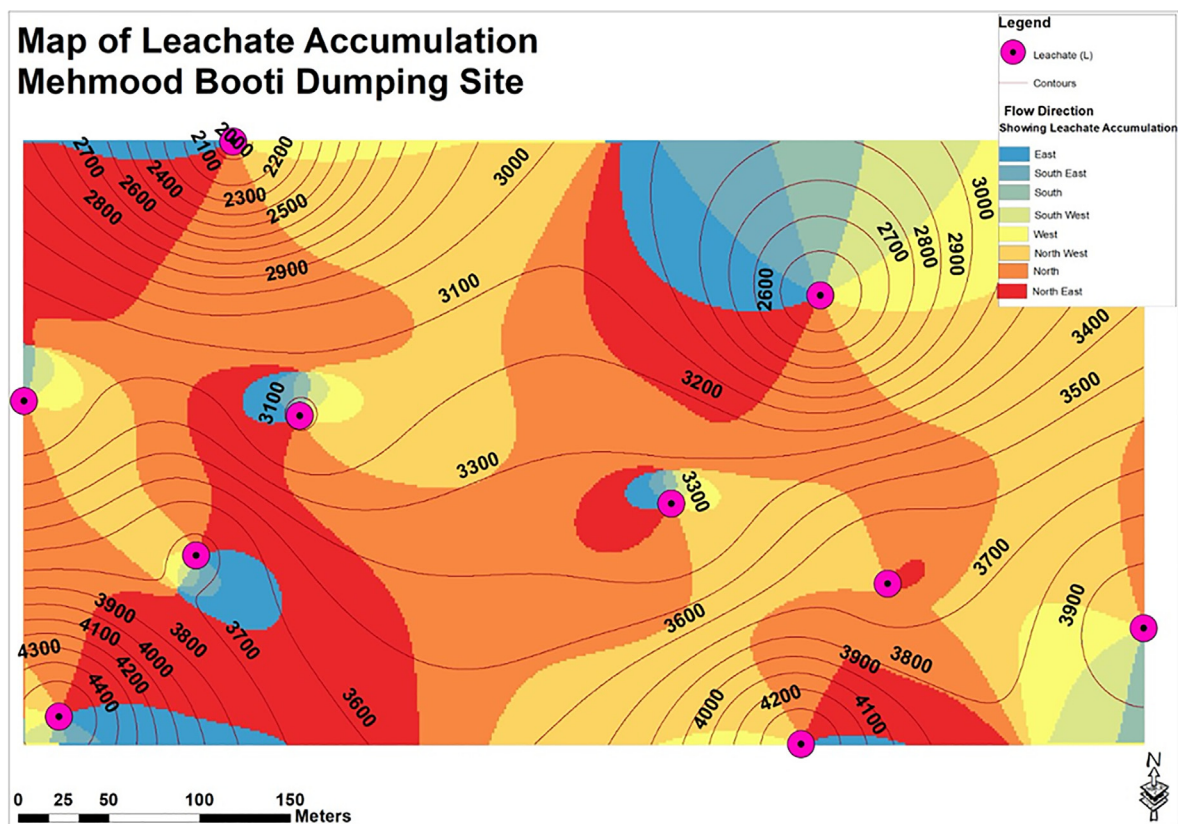 Map of Leachate Accumulation
Mehmood Booti Dumping Site
Legend
Leachate (L)
Contours
Flow Direction
Showing Leachate Accumulation
East
South East
South
South West
West
North West
North
North East
2700
2600
2400
2100
2000
2200
2800
2300
2500
2900
3000
3100
3000
2700
2800
2900
2600
3400
3500
3200
3100
3300
3300
3700
3600
3900
3900
4100
4300
3800
3700
4000
4200
4400
3600
3900
3800
4000
4200
4100
N
0 25 50 100 150
Meters